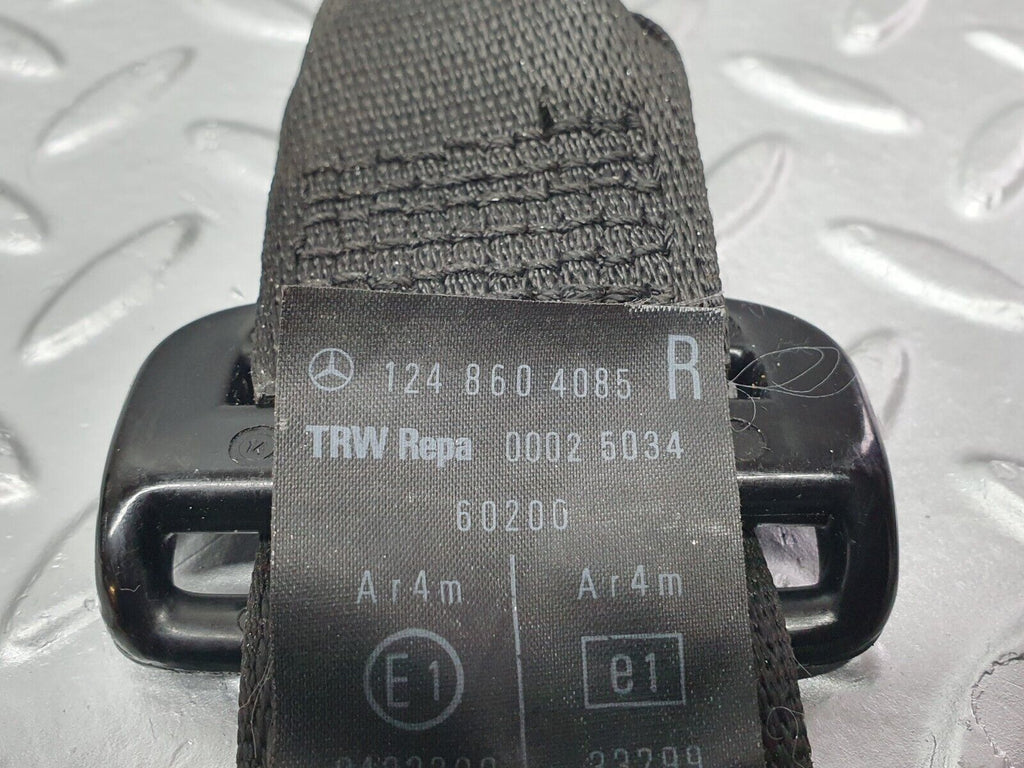 124 860 4085 R
TRW Repa 0002 5034
60200
Ar4m Ar4m
E1 e1